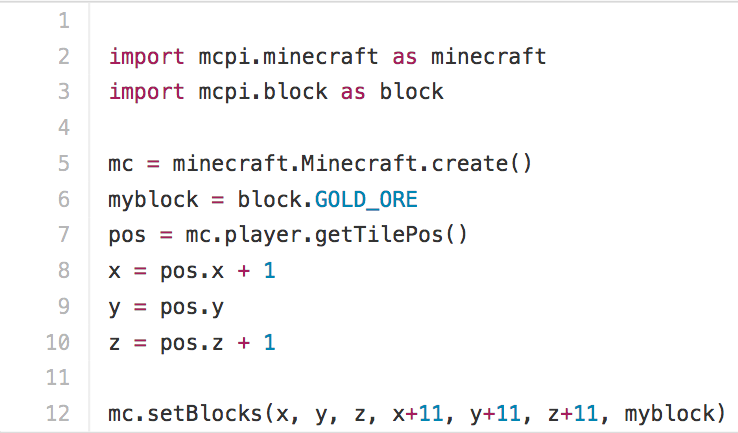 1
2 import mcpi.minecraft as minecraft
3 import mcpi.block as block
4
5 mc = minecraft.Minecraft.create()
6 myblock = block.GOLD_ORE
7 pos = mc.player.getTilePos()
8 x = pos.x + 1
9 y = pos.y
10 z = pos.z + 1
11
12 mc.setBlocks(x, y, z, x+11, y+11, z+11, myblock)